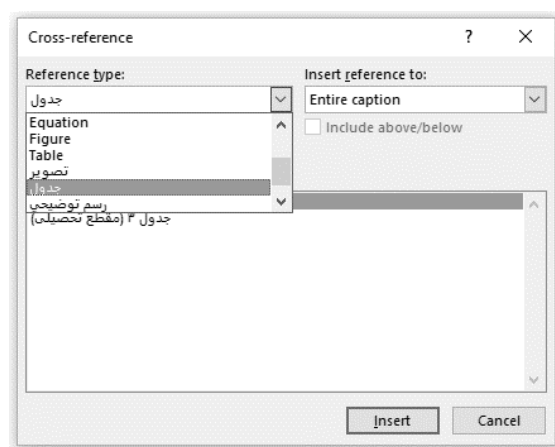 Cross-reference ? X
Reference type: Insert reference to:
جدول Entire caption
Equation Include above/below
Figure
Table
تصویر
جدول
رسم توضیحي
جدول ۳ (مقطع تحصیلی)
Insert Cancel